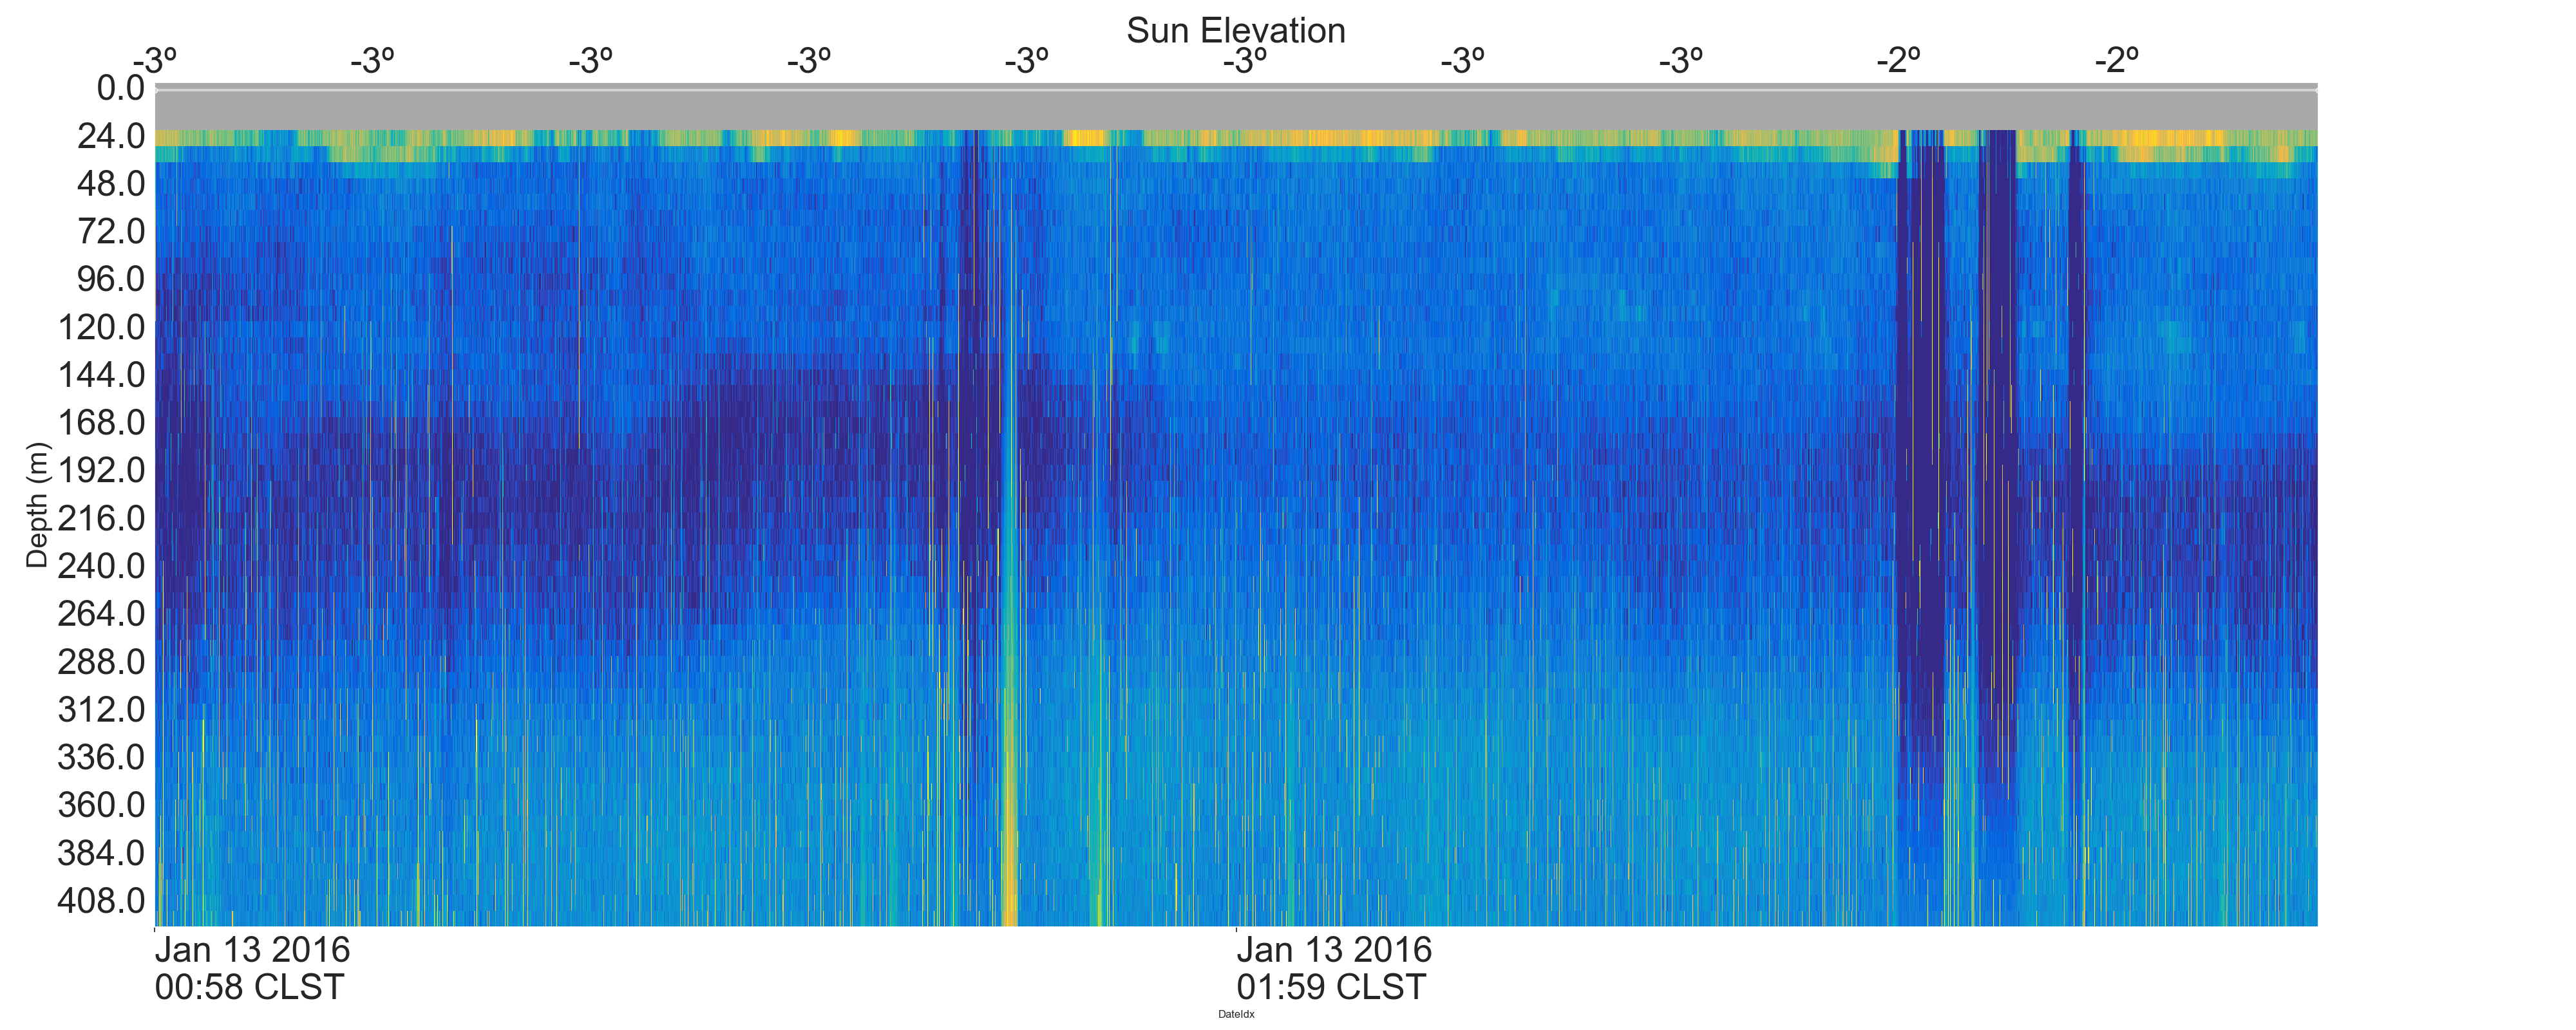 Sun Elevation
-3º -3º -3º -3º -3º -3º -3º -3º -2º -2º
0.0
24.0
48.0
72.0
96.0
120.0
144.0
168.0
192.0
216.0
240.0
264.0
288.0
312.0
336.0
360.0
384.0
408.0
Depth (m)
Jan 13 2016
00:58 CLST
Jan 13 2016
01:59 CLST
DateIdx